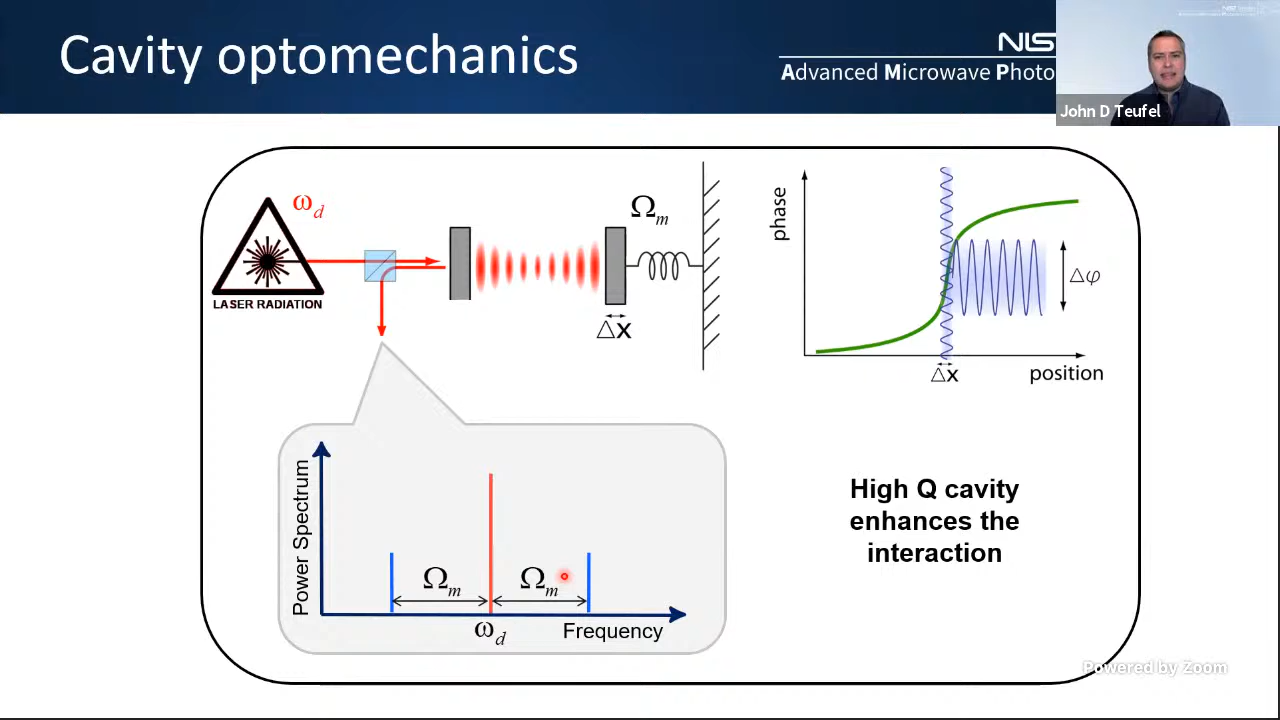 Cavity optomechanics
NIS
Advanced Microwave Photo
John D Teufel
ω_d
LASER RADIATION
Ω_m
Δx
phase
Δφ
Δx
position
Power Spectrum
Ω_m
Ω_m
ω_d
Frequency
High Q cavity
enhances the
interaction
Powered by Zoom